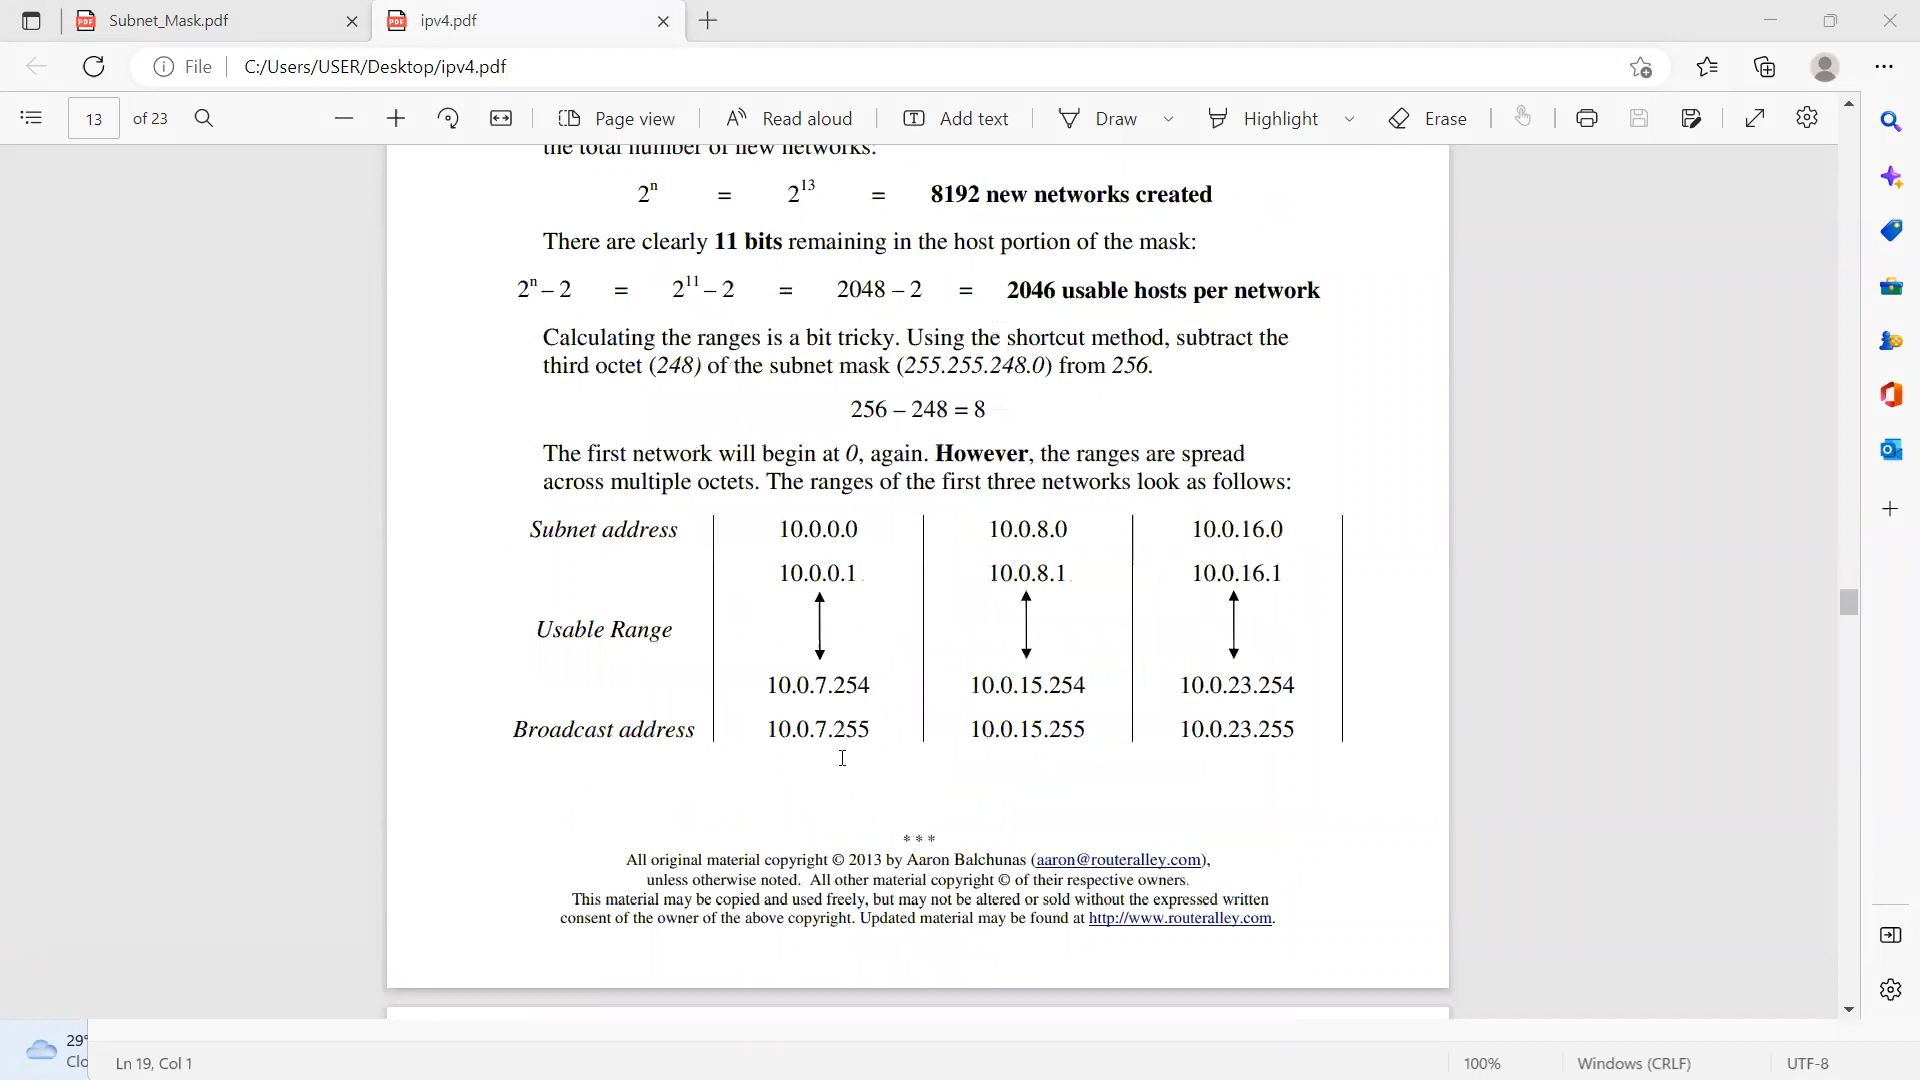 Subnet_Mask.pdf
ipv4.pdf
File
C:/Users/USER/Desktop/ipv4.pdf
13 of 23
Page view
Read aloud
Add text
Draw
Highlight
Erase
the total number of new networks:
2ⁿ = 2¹³ = 8192 new networks created
There are clearly 11 bits remaining in the host portion of the mask:
2ⁿ – 2 = 2¹¹ – 2 = 2048 – 2 = 2046 usable hosts per network
Calculating the ranges is a bit tricky. Using the shortcut method, subtract the
third octet (248) of the subnet mask (255.255.248.0) from 256.
256 – 248 = 8
The first network will begin at 0, again. However, the ranges are spread
across multiple octets. The ranges of the first three networks look as follows:
Subnet address 10.0.0.0 10.0.8.0 10.0.16.0
10.0.0.1 10.0.8.1 10.0.16.1
Usable Range
10.0.7.254 10.0.15.254 10.0.23.254
Broadcast address 10.0.7.255 10.0.15.255 10.0.23.255
* * *
All original material copyright © 2013 by Aaron Balchunas (aaron@routeralley.com),
unless otherwise noted. All other material copyright © of their respective owners.
This material may be copied and used freely, but may not be altered or sold without the expressed written
consent of the owner of the above copyright. Updated material may be found at http://www.routeralley.com.
29°
Clo
Ln 19, Col 1
100%
Windows (CRLF)
UTF-8